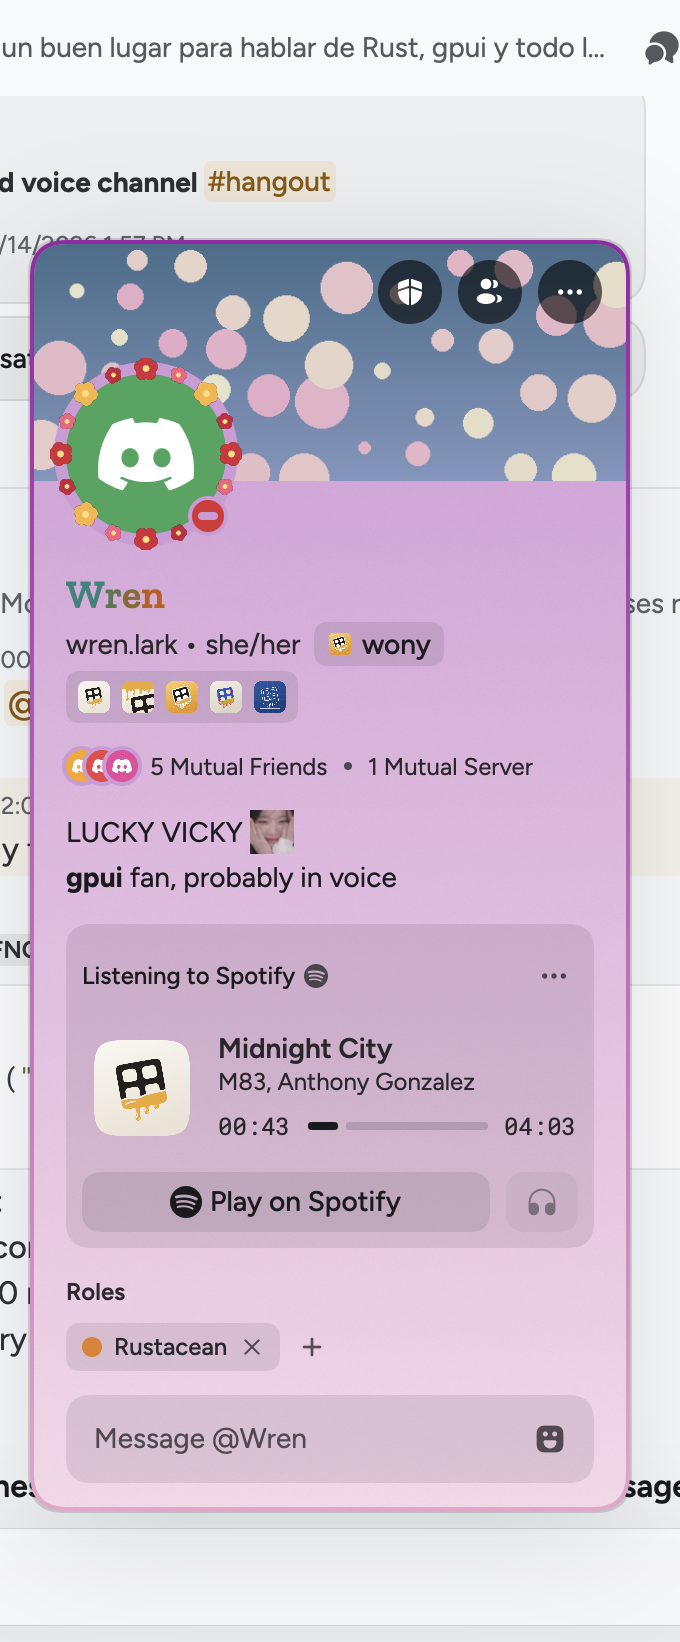 un buen lugar para hablar de Rust, gpui y todo l...
d voice channel #hangout
Wren
wren.lark • she/her wony
5 Mutual Friends • 1 Mutual Server
LUCKY VICKY
gpui fan, probably in voice
Listening to Spotify
Midnight City
M83, Anthony Gonzalez
00:43 04:03
Play on Spotify
Roles
Rustacean
Message @Wren